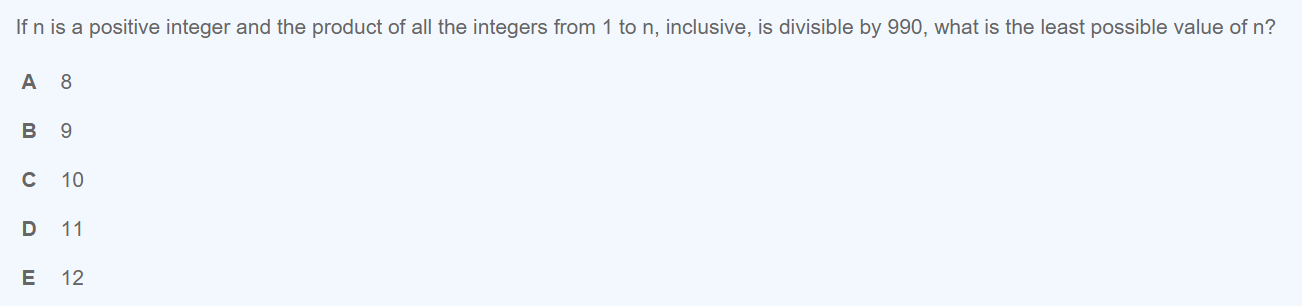 If n is a positive integer and the product of all the integers from 1 to n, inclusive, is divisible by 990, what is the least possible value of n?
A 8
B 9
C 10
D 11
E 12